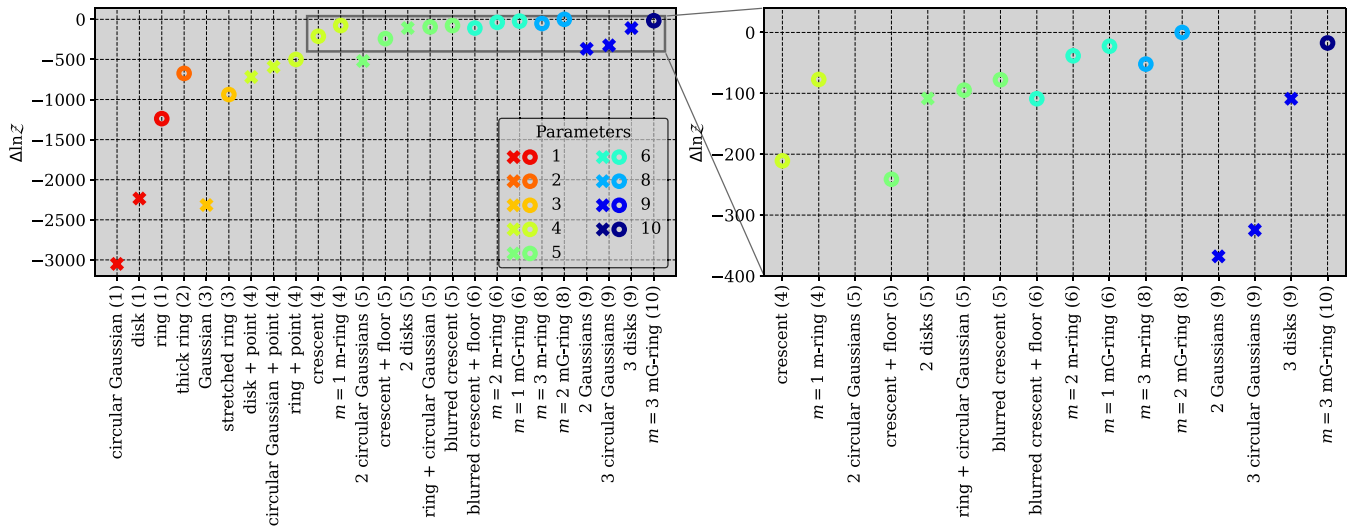 0
−500
−1000
−1500
−2000
−2500
−3000
Δln𝒵
Parameters
1
2
3
4
5
6
8
9
10
circular Gaussian (1)
disk (1)
ring (1)
thick ring (2)
Gaussian (3)
stretched ring (3)
disk + point (4)
circular Gaussian + point (4)
ring + point (4)
crescent (4)
m = 1 m-ring (4)
2 circular Gaussians (5)
crescent + floor (5)
2 disks (5)
ring + circular Gaussian (5)
blurred crescent (5)
blurred crescent + floor (6)
m = 2 m-ring (6)
m = 1 mG-ring (6)
m = 3 m-ring (8)
m = 2 mG-ring (8)
2 Gaussians (9)
3 circular Gaussians (9)
3 disks (9)
m = 3 mG-ring (10)
0
−100
−200
−300
−400
Δln𝒵
crescent (4)
m = 1 m-ring (4)
2 circular Gaussians (5)
crescent + floor (5)
2 disks (5)
ring + circular Gaussian (5)
blurred crescent (5)
blurred crescent + floor (6)
m = 2 m-ring (6)
m = 1 mG-ring (6)
m = 3 m-ring (8)
m = 2 mG-ring (8)
2 Gaussians (9)
3 circular Gaussians (9)
3 disks (9)
m = 3 mG-ring (10)